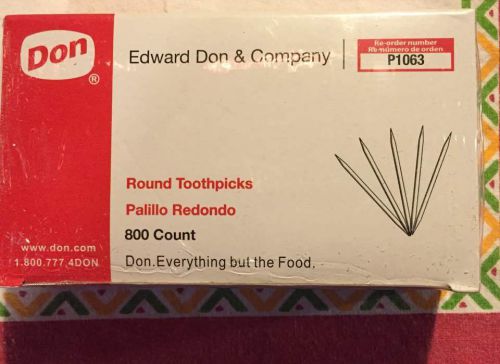 Don
®
Edward Don & Company
Re-order number
Re-número de orden
P1063
Round Toothpicks
Palillo Redondo
800 Count
www.don.com
1.800.777.4DON
Don.Everything but the Food.